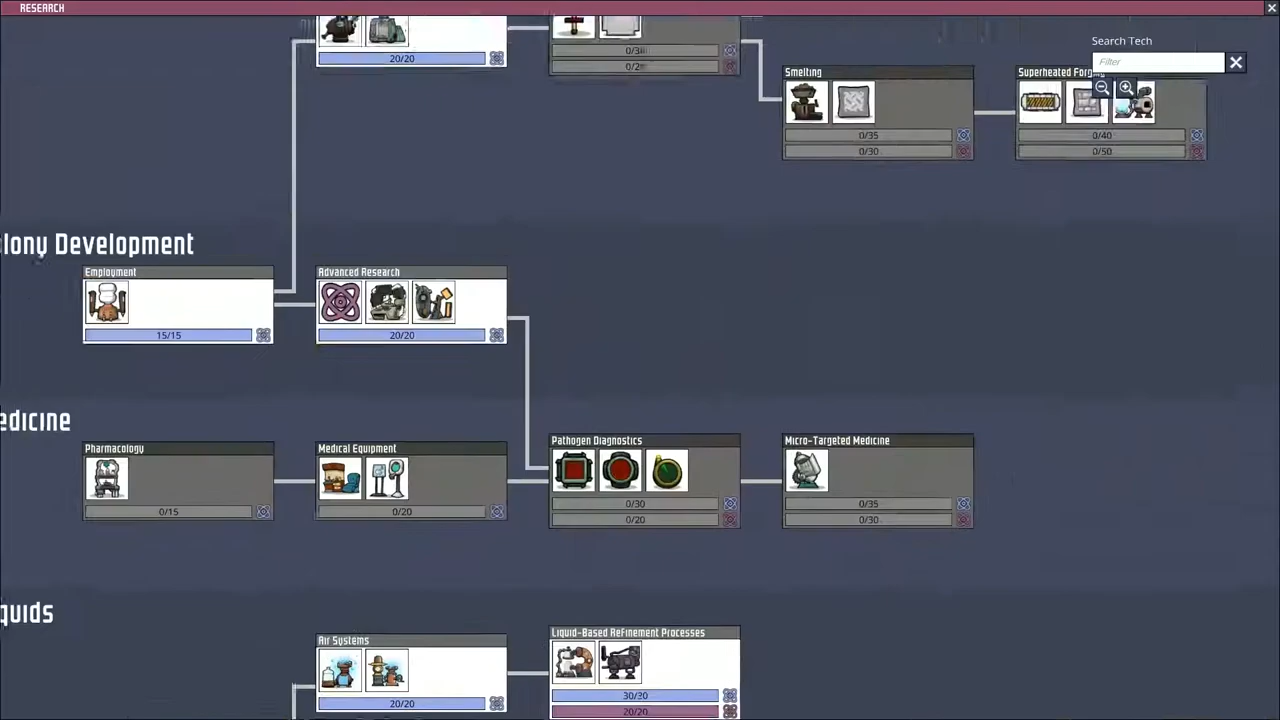 RESEARCH
20/20
0/30
Search Tech
Filter
Smelting
0/35
0/30
Superheated
0/40
0/50
lony Development
Employment
15/15
Advanced Research
20/20
edicine
Pharmacology
0/15
Medical Equipment
0/20
Pathogen Diagnostics
0/30
0/20
Micro-Targeted Medicine
0/35
0/30
quids
Air Systems
20/20
Liquid-Based Refinement Processes
30/30
20/20